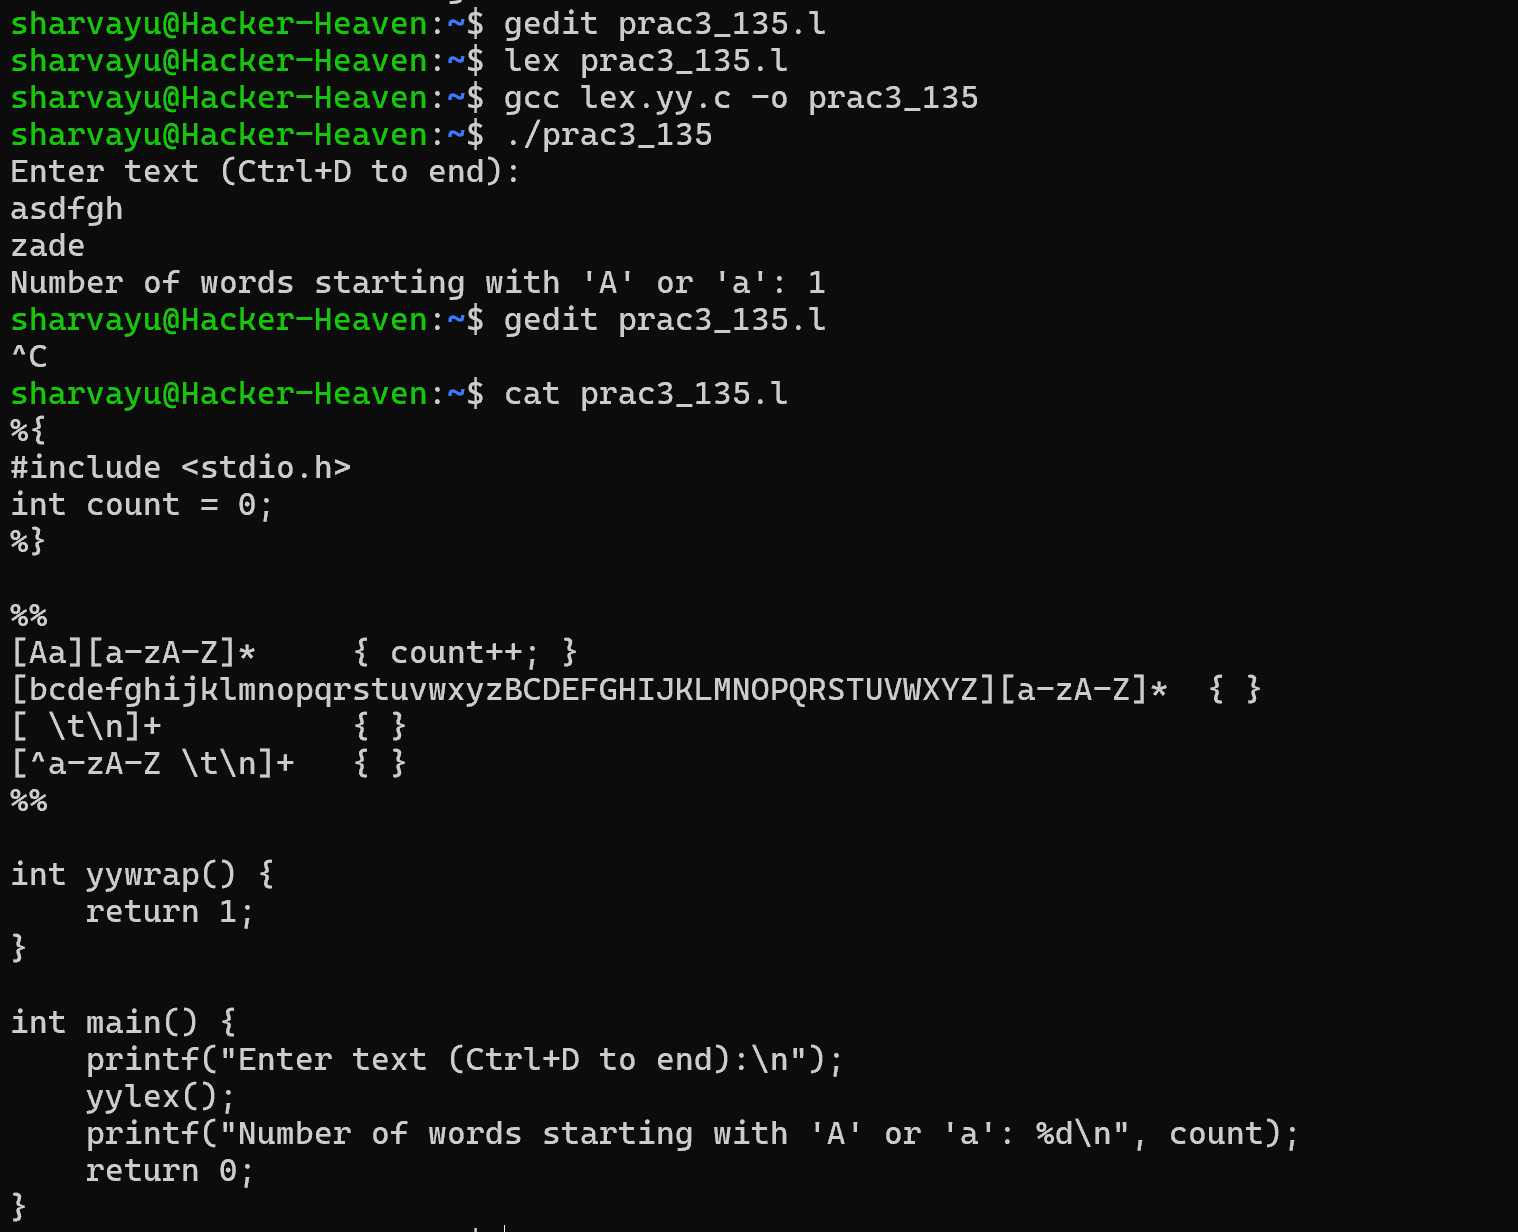 sharvayu@Hacker-Heaven:~$ gedit prac3_135.l
sharvayu@Hacker-Heaven:~$ lex prac3_135.l
sharvayu@Hacker-Heaven:~$ gcc lex.yy.c -o prac3_135
sharvayu@Hacker-Heaven:~$ ./prac3_135
Enter text (Ctrl+D to end):
asdfgh
zade
Number of words starting with 'A' or 'a': 1
sharvayu@Hacker-Heaven:~$ gedit prac3_135.l
^C
sharvayu@Hacker-Heaven:~$ cat prac3_135.l
%{
#include <stdio.h>
int count = 0;
%}

%%
[Aa][a-zA-Z]*     { count++; }
[bcdefghijklmnopqrstuvwxyzBCDEFGHIJKLMNOPQRSTUVWXYZ][a-zA-Z]*  { }
[ \t\n]+          { }
[^a-zA-Z \t\n]+   { }
%%

int yywrap() {
    return 1;
}

int main() {
    printf("Enter text (Ctrl+D to end):\n");
    yylex();
    printf("Number of words starting with 'A' or 'a': %d\n", count);
    return 0;
}